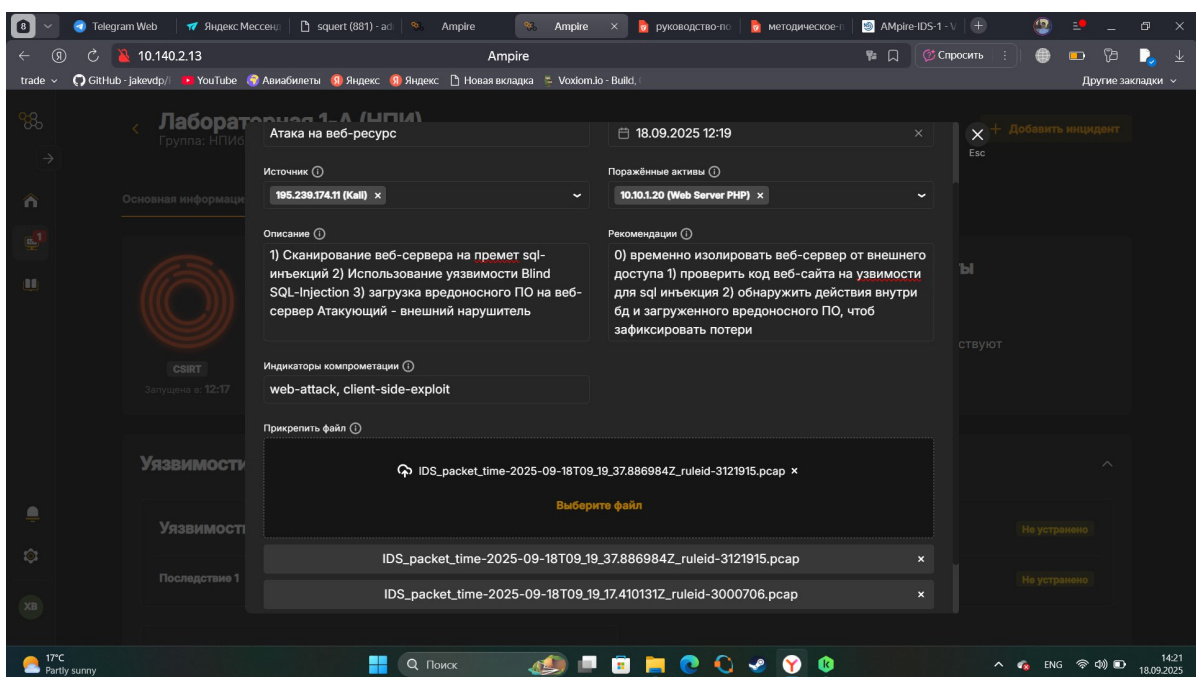 8
Telegram Web
Яндекс Мессенд
squert (881) - ad
Ampire
Ampire
руководство-по
методическое-п
AMpire-IDS-1 - V
10.140.2.13
Ampire
Спросить
trade
GitHub - jakevdp/
YouTube
Авиабилеты
Яндекс
Яндекс
Новая вкладка
Voxiom.io - Build,
Другие закладки
Лабораторная 1-А (НПИ)
Группа: НПИб
Добавить инцидент
Атака на веб-ресурс
18.09.2025 12:19
Esc
Источник
Поражённые активы
195.239.174.11 (Kali) ×
10.10.1.20 (Web Server PHP) ×
Основная информаци
Описание
Рекомендации
1) Сканирование веб-сервера на премет sql-
инъекций 2) Использование уязвимости Blind
SQL-Injection 3) загрузка вредоносного ПО на веб-
сервер Атакующий - внешний нарушитель
0) временно изолировать веб-сервер от внешнего
доступа 1) проверить код веб-сайта на узвимости
для sql инъекция 2) обнаружить действия внутри
бд и загруженного вредоносного ПО, чтоб
зафиксировать потери
1
ты
ствуют
CSIRT
Запущена в: 12:17
Индикаторы компрометации
web-attack, client-side-exploit
Прикрепить файл
IDS_packet_time-2025-09-18T09_19_37.886984Z_ruleid-3121915.pcap ×
Выберите файл
IDS_packet_time-2025-09-18T09_19_37.886984Z_ruleid-3121915.pcap
IDS_packet_time-2025-09-18T09_19_17.410131Z_ruleid-3000706.pcap
Уязвимости
Уязвимост
Не устранено
Последствие 1
Не устранено
ХВ
17°C
Partly sunny
Поиск
ENG
14:21
18.09.2025